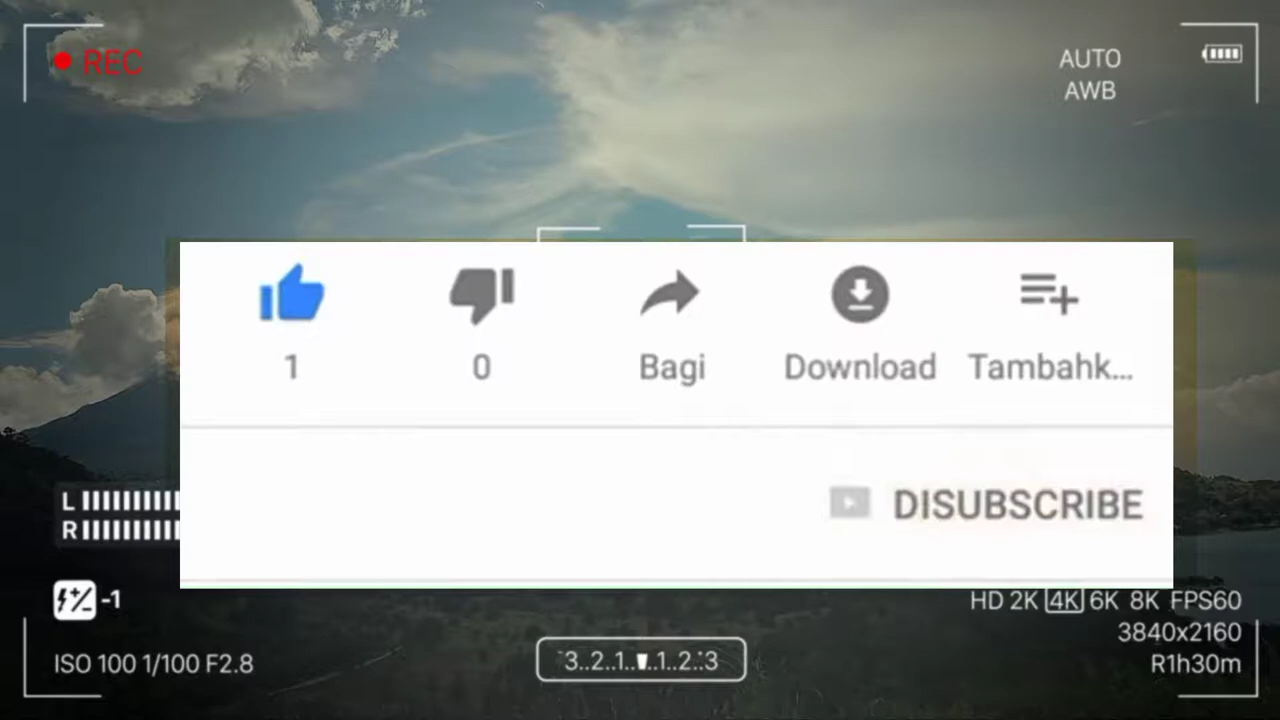 REC
AUTO
AWB
1
0
Bagi
Download
Tambahk...
DISUBSCRIBE
L
R
-1
HD 2K 4K 6K 8K FPS60
3840x2160
R1h30m
ISO 100 1/100 F2.8
3..2..1..1..2..3